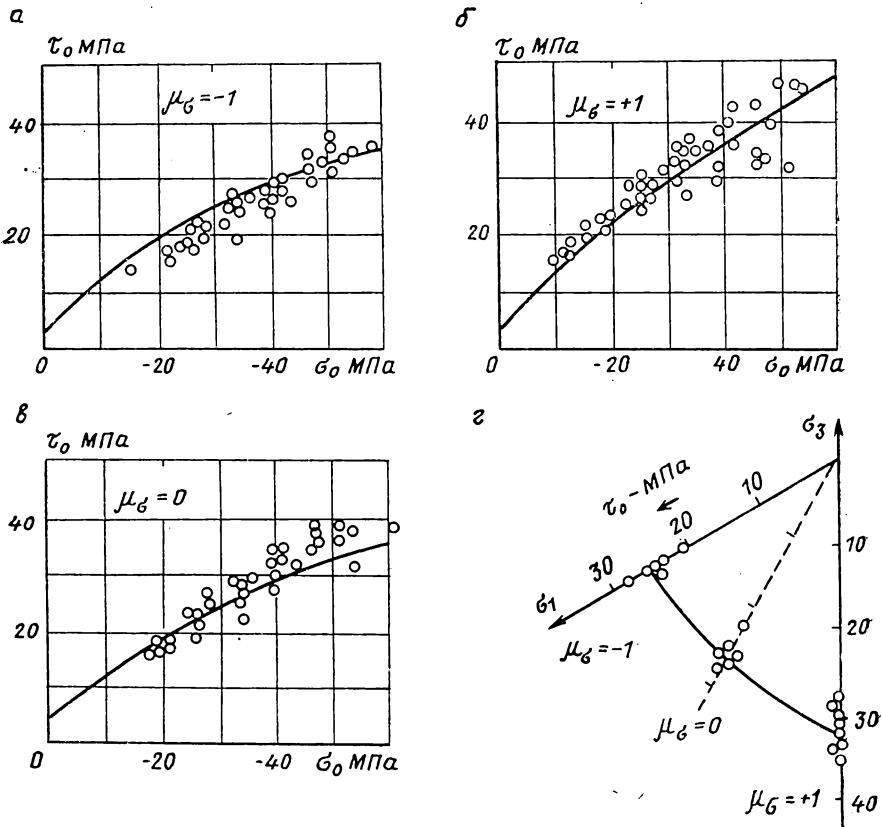 а
τ₀ МПа
μσ = -1
40
20
0 -20 -40 σ₀ МПа
б
τ₀ МПа
μσ = +1
40
20
0 -20 40 σ₀ МПа
в
τ₀ МПа
μσ = 0
40
20
0 -20 -40 σ₀ МПа
г
σ₃
τ₀ - МПа
10
20
30
σ₁
μσ = -1
10
20
30
μσ = 0
μσ = +1
40